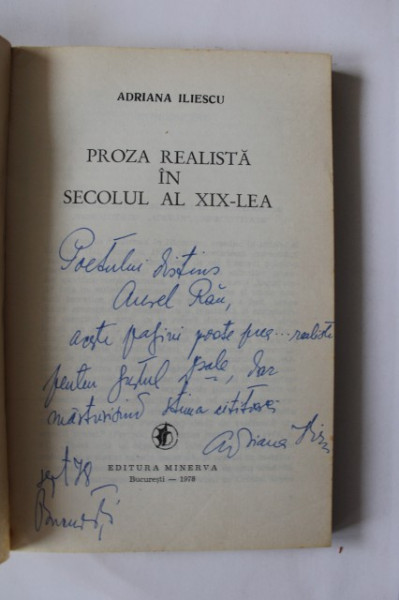 ADRIANA ILIESCU
PROZA REALISTĂ
ÎN
SECOLUL AL XIX-LEA
Poetului distins
Aurel Rău,
aceste pagini poate prea... realiste
pentru gustul sale, dar
mărturisind stima cititoarei
Adriana
EDITURA MINERVA
București — 1978
sept 78
București